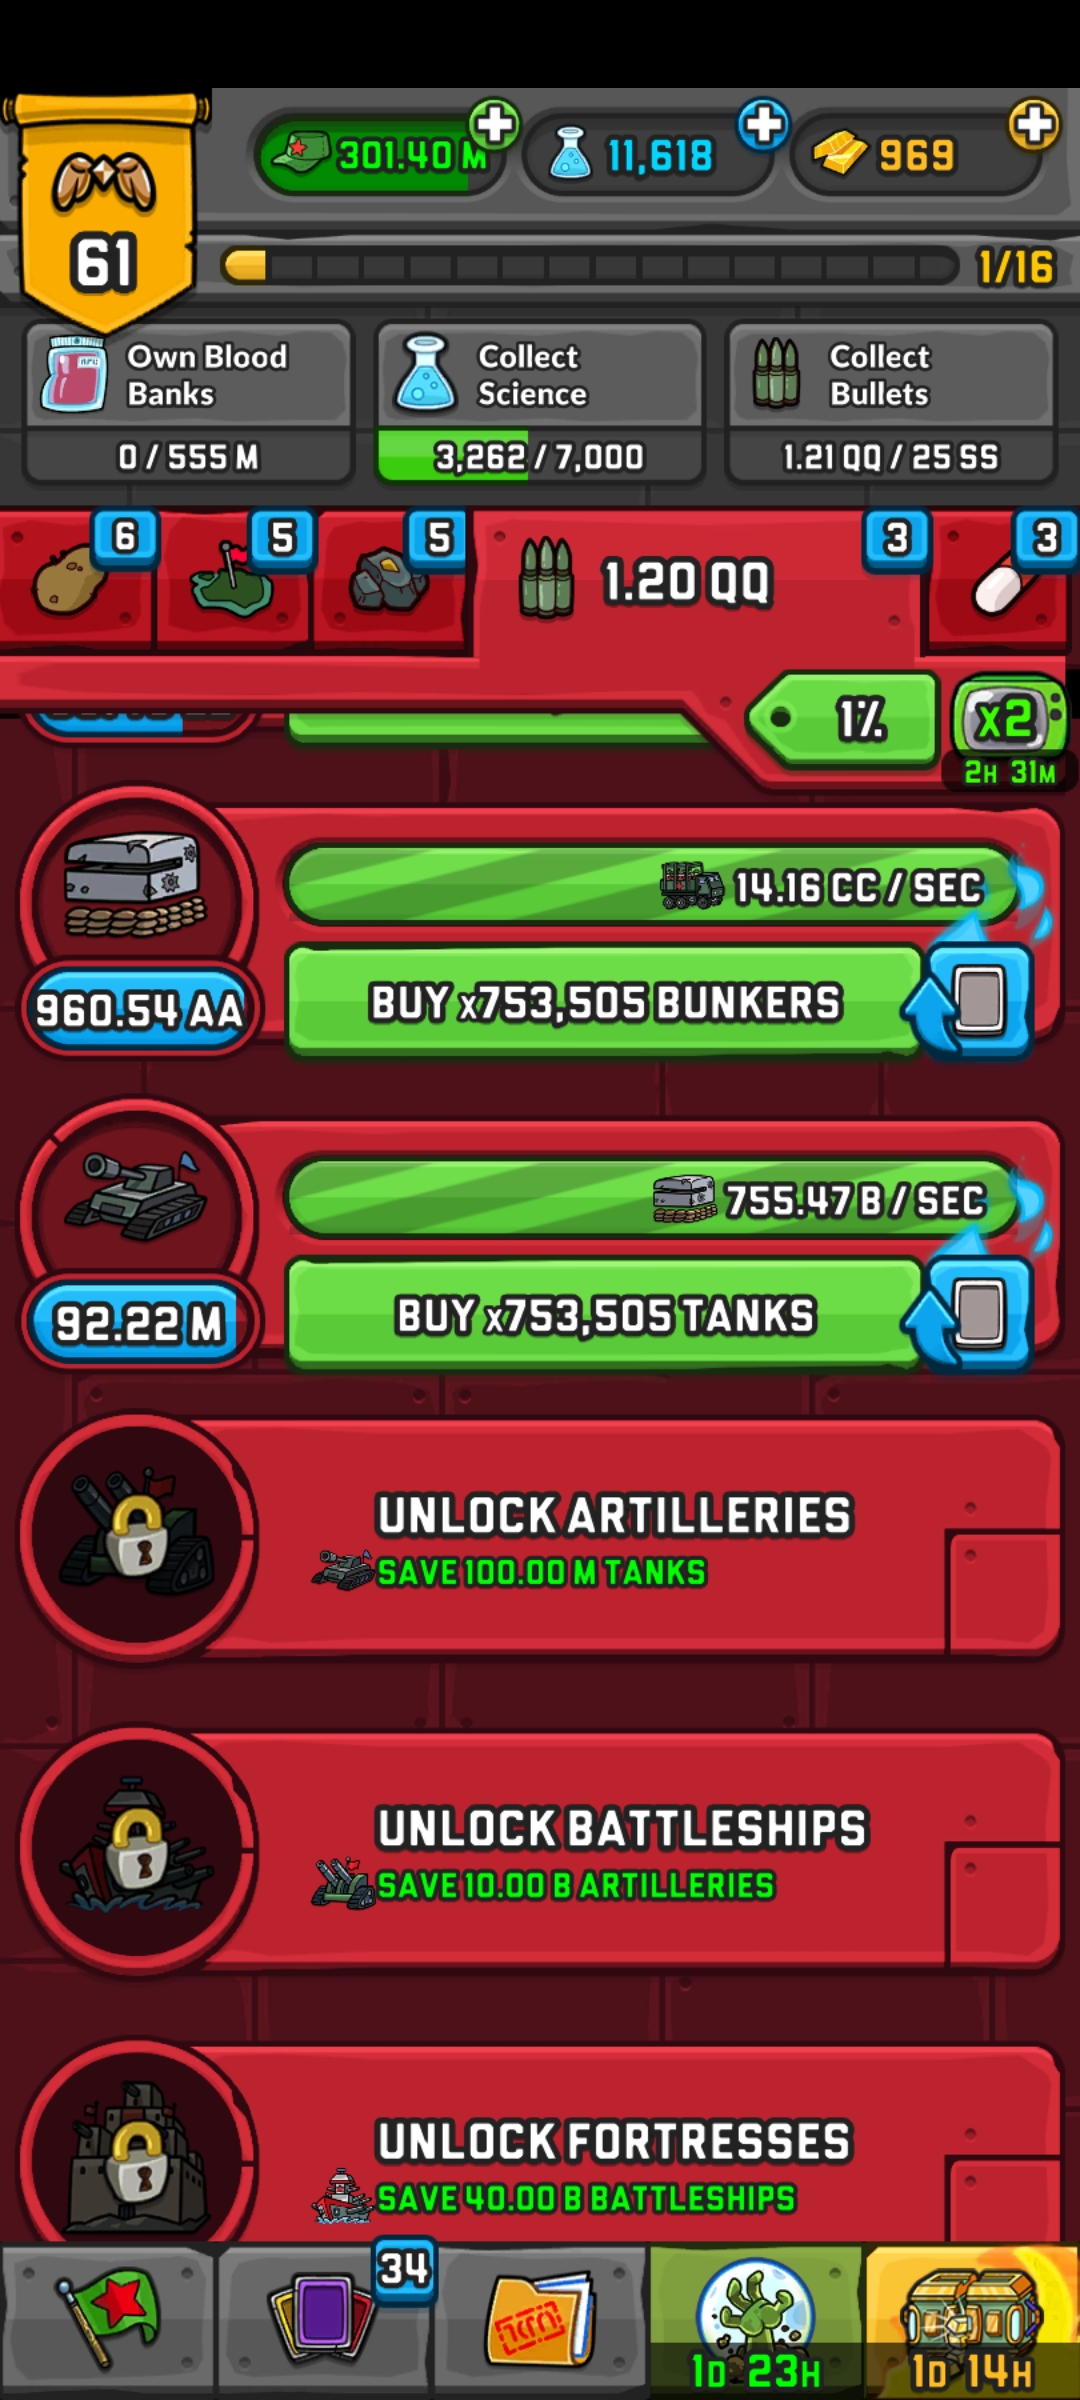 301.40 M
11,618
969
61
1/16
Own Blood
Banks
0 / 555 M
Collect
Science
3,262 / 7,000
Collect
Bullets
1.21 QQ / 25 SS
6
5
5
1.20 QQ
3
3
1%
x2
2H 31M
14.16 CC / SEC
960.54 AA
BUY x753,505 BUNKERS
755.47 B / SEC
92.22 M
BUY x753,505 TANKS
UNLOCK ARTILLERIES
SAVE 100.00 M TANKS
UNLOCK BATTLESHIPS
SAVE 10.00 B ARTILLERIES
UNLOCK FORTRESSES
SAVE 40.00 B BATTLESHIPS
34
1D 23H
1D 14H